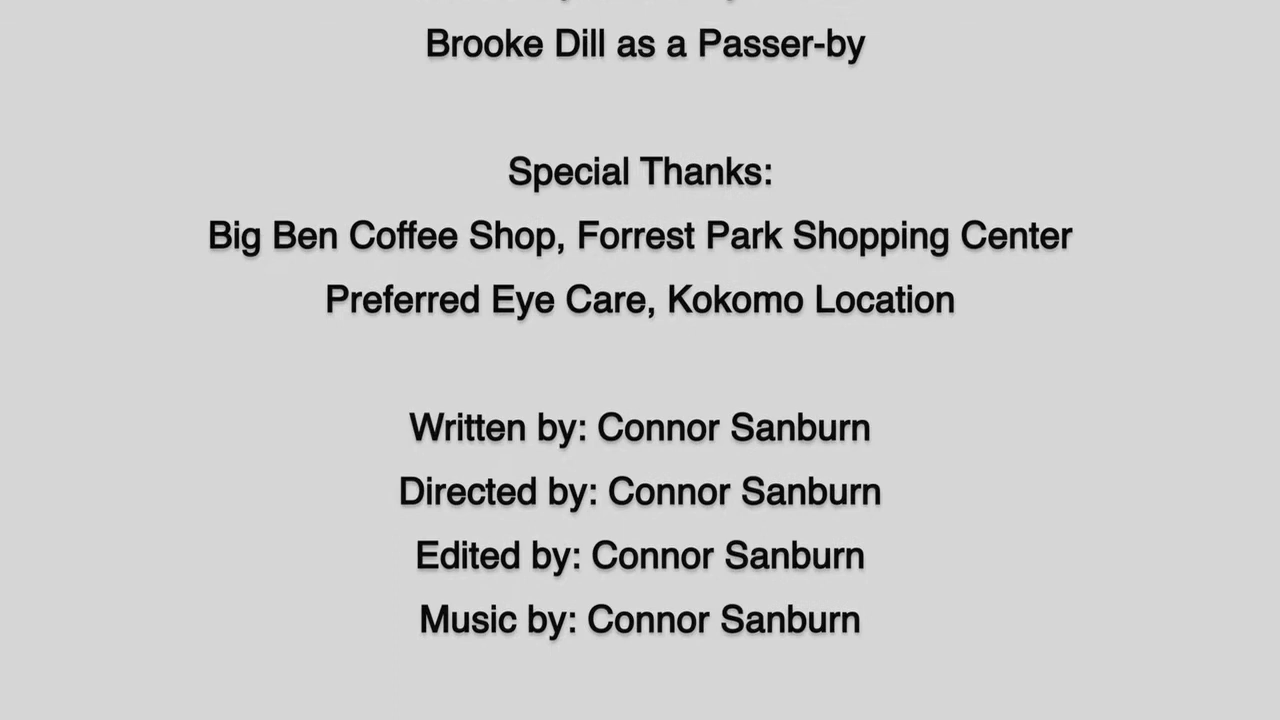 Brooke Dill as a Passer-by
Special Thanks:
Big Ben Coffee Shop, Forrest Park Shopping Center
Preferred Eye Care, Kokomo Location
Written by: Connor Sanburn
Directed by: Connor Sanburn
Edited by: Connor Sanburn
Music by: Connor Sanburn